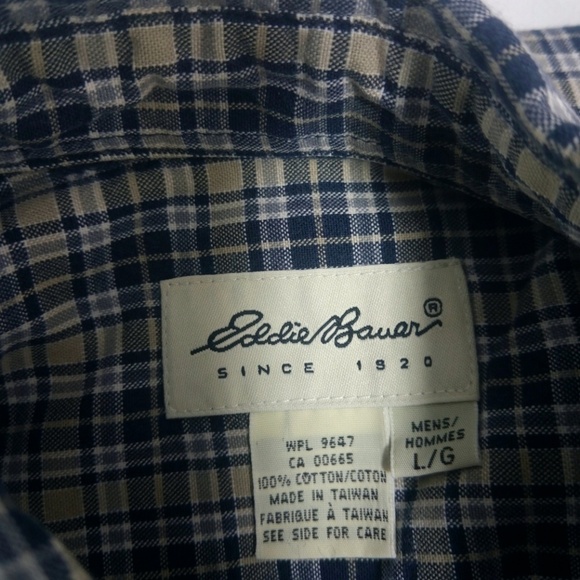 Eddie Bauer®
SINCE 1920
WPL 9647
CA 00665
100% COTTON/COTON
MADE IN TAIWAN
FABRIQUÉ À TAIWAN
SEE SIDE FOR CARE
MENS/
HOMMES
L/G